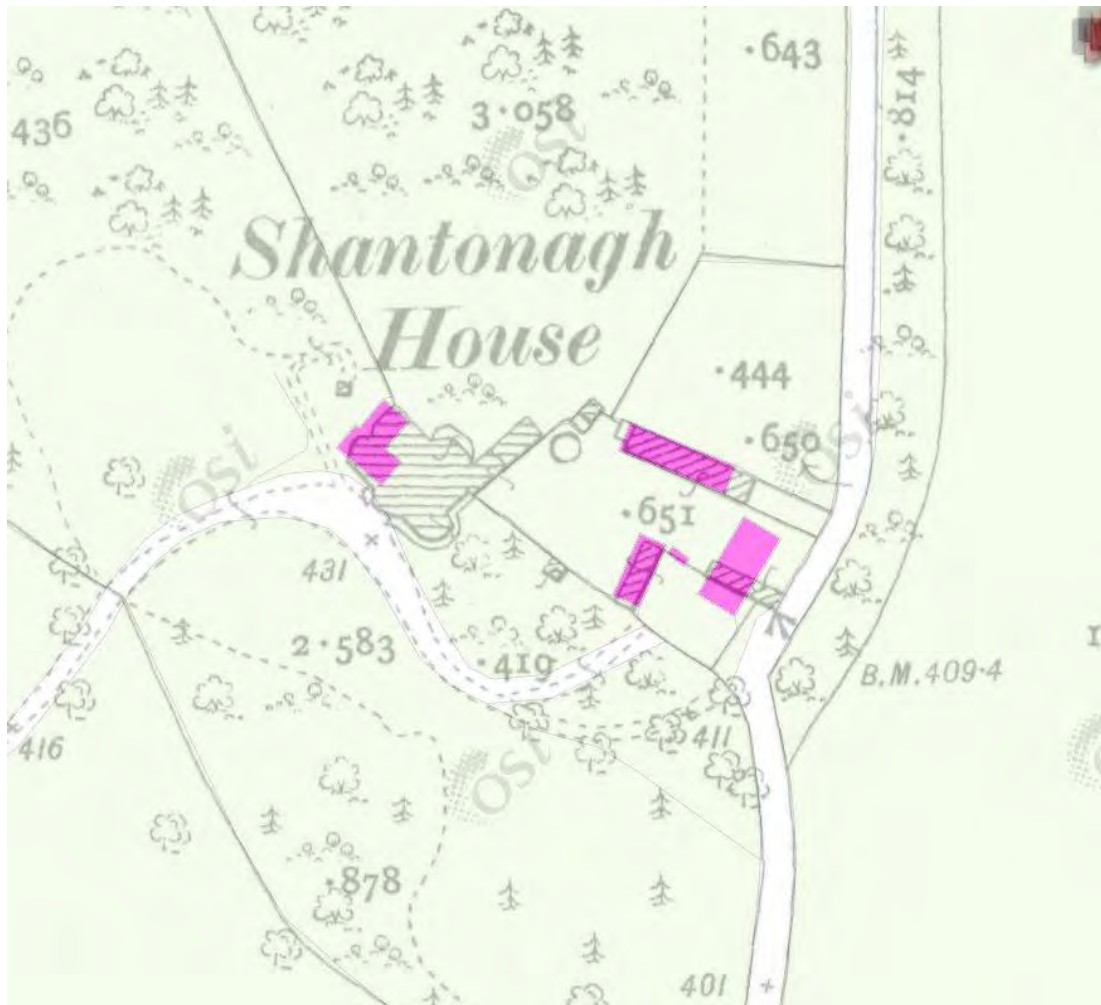 ·643
·814
436
3·058
OSi
Shantonagh
House
·444
·650
OSi
OSi
·651
431
2·583
·419
B.M.409·4
411
416
OSi
·878
401